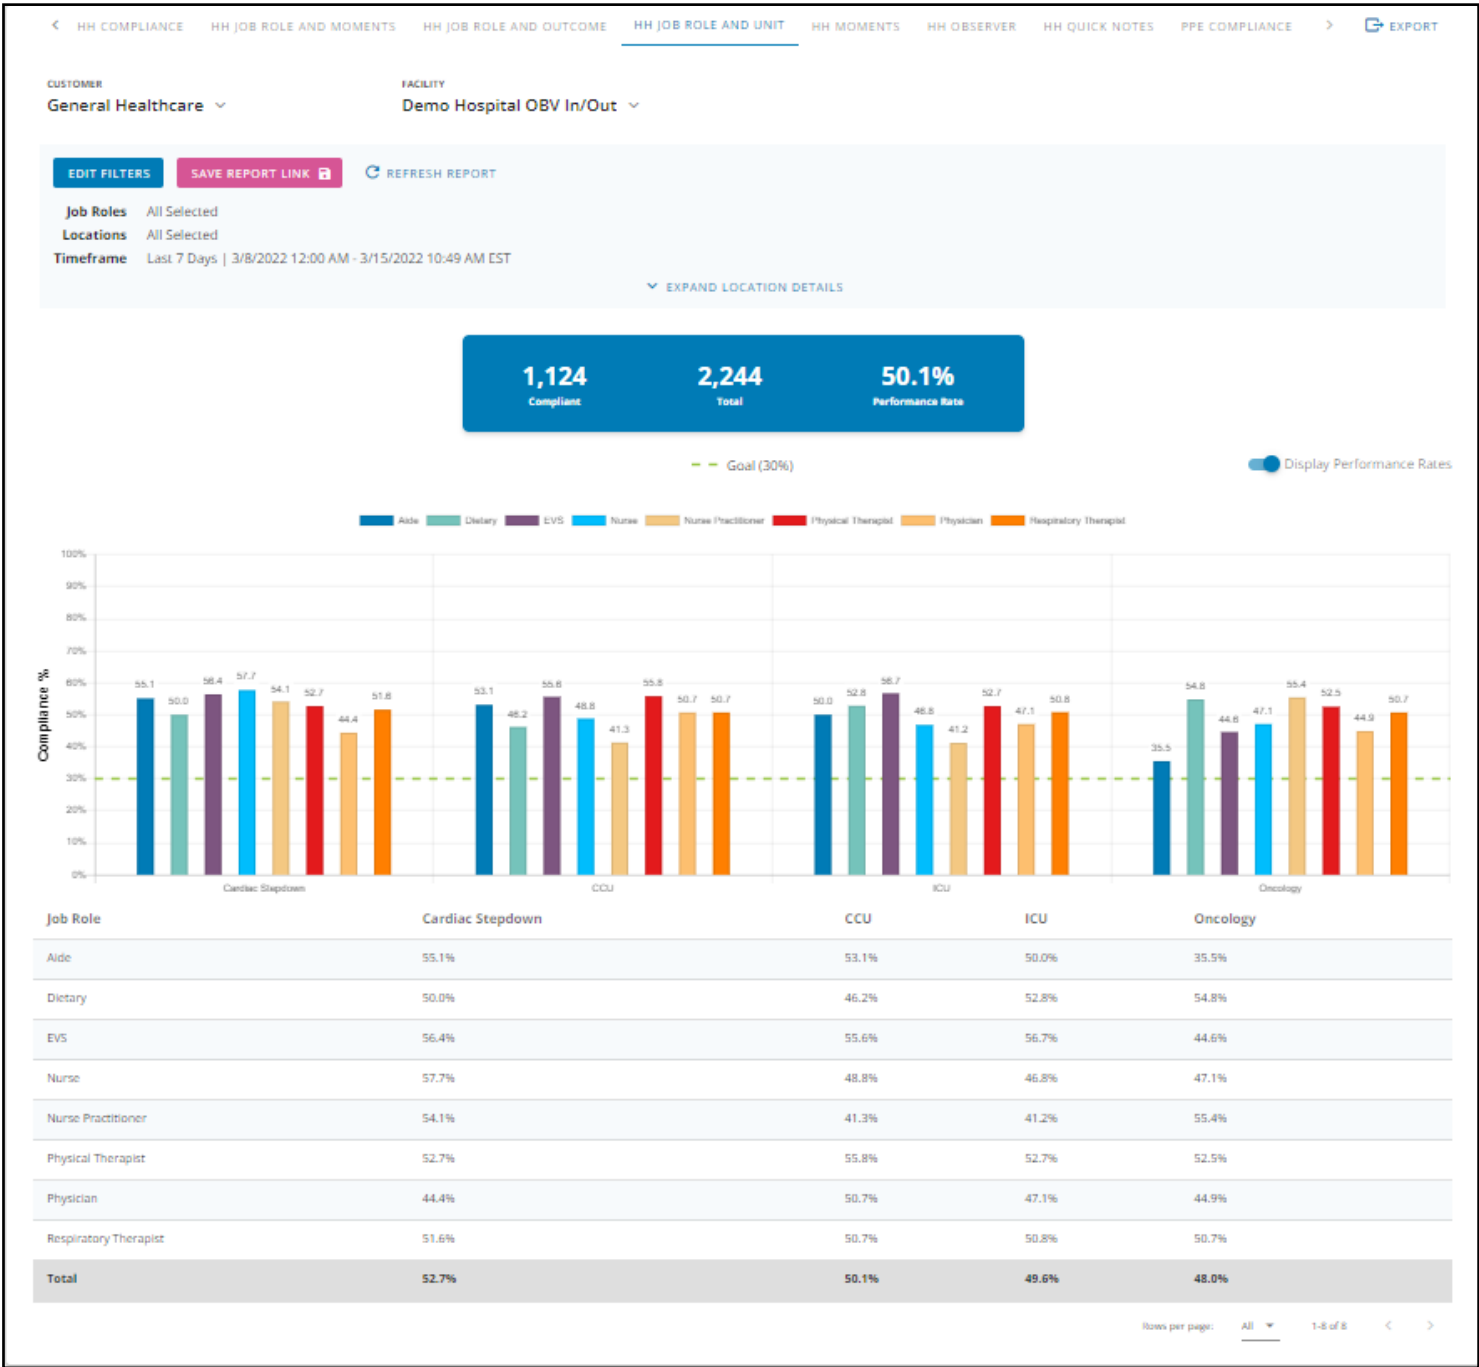 HH COMPLIANCE HH JOB ROLE AND MOMENTS HH JOB ROLE AND OUTCOME HH JOB ROLE AND UNIT HH MOMENTS HH OBSERVER HH QUICK NOTES PPE COMPLIANCE EXPORT
CUSTOMER FACILITY
General Healthcare Demo Hospital OBV In/Out
EDIT FILTERS SAVE REPORT LINK REFRESH REPORT
Job Roles All Selected
Locations All Selected
Timeframe Last 7 Days | 3/8/2022 12:00 AM - 3/15/2022 10:49 AM EST
EXPAND LOCATION DETAILS
1,124 2,244 50.1%
Compliant Total Performance Rate
Goal (30%) Display Performance Rates
Aide Dietary EVS Nurse Nurse Practitioner Physical Therapist Physician Respiratory Therapist
Compliance %
100%
90%
80%
70%
60%
50%
40%
30%
20%
10%
0%
55.1 50.0 56.4 57.7 54.1 52.7 44.4 51.6
53.1 46.2 55.6 48.8 41.3 55.8 50.7 50.7
50.0 52.8 56.7 46.8 41.2 52.7 47.1 50.8
35.5 54.8 44.6 47.1 55.4 52.5 44.9 50.7
Cardiac Stepdown CCU ICU Oncology
Job Role Cardiac Stepdown CCU ICU Oncology
Aide 55.1% 53.1% 50.0% 35.5%
Dietary 50.0% 46.2% 52.8% 54.8%
EVS 56.4% 55.6% 56.7% 44.6%
Nurse 57.7% 48.8% 46.8% 47.1%
Nurse Practitioner 54.1% 41.3% 41.2% 55.4%
Physical Therapist 52.7% 55.8% 52.7% 52.5%
Physician 44.4% 50.7% 47.1% 44.9%
Respiratory Therapist 51.6% 50.7% 50.8% 50.7%
Total 52.7% 50.1% 49.6% 48.0%
Rows per page: All 1-8 of 8